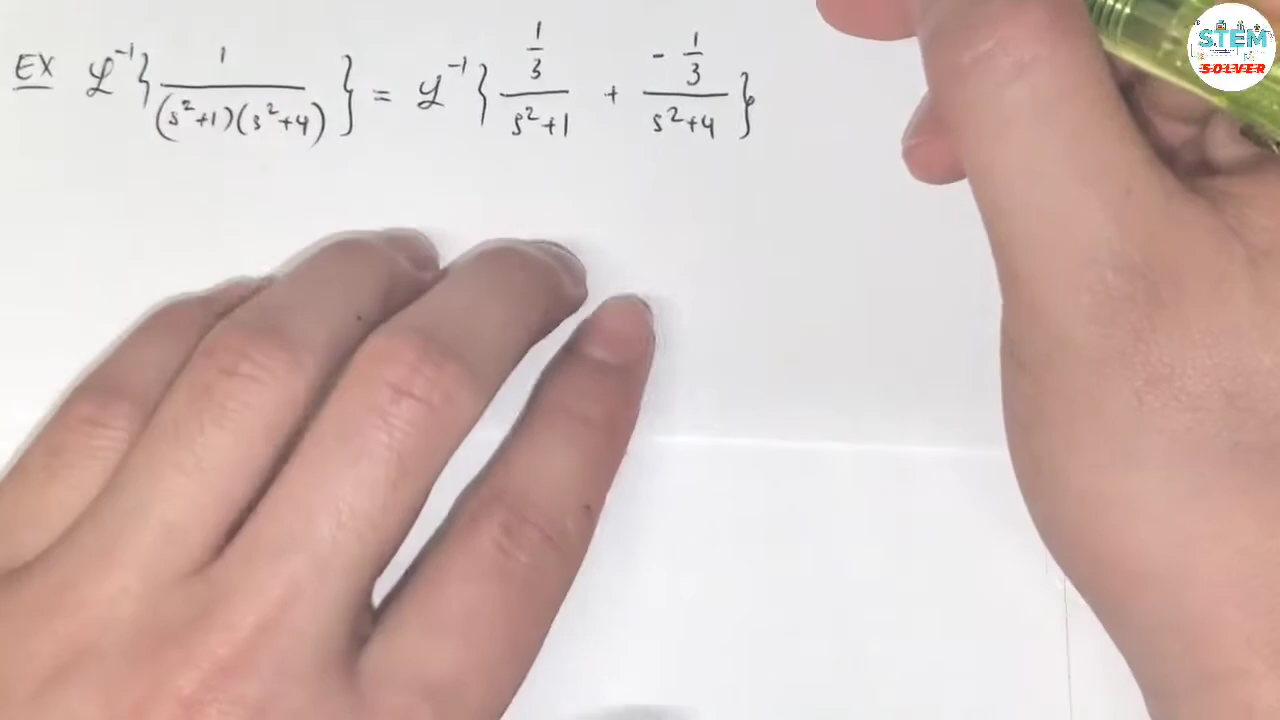 EX ℒ⁻¹{ 1 / (s²+1)(s²+4) } = ℒ⁻¹{ 1/3 / s²+1 + -1/3 / s²+4 }
STEM
SOLVER